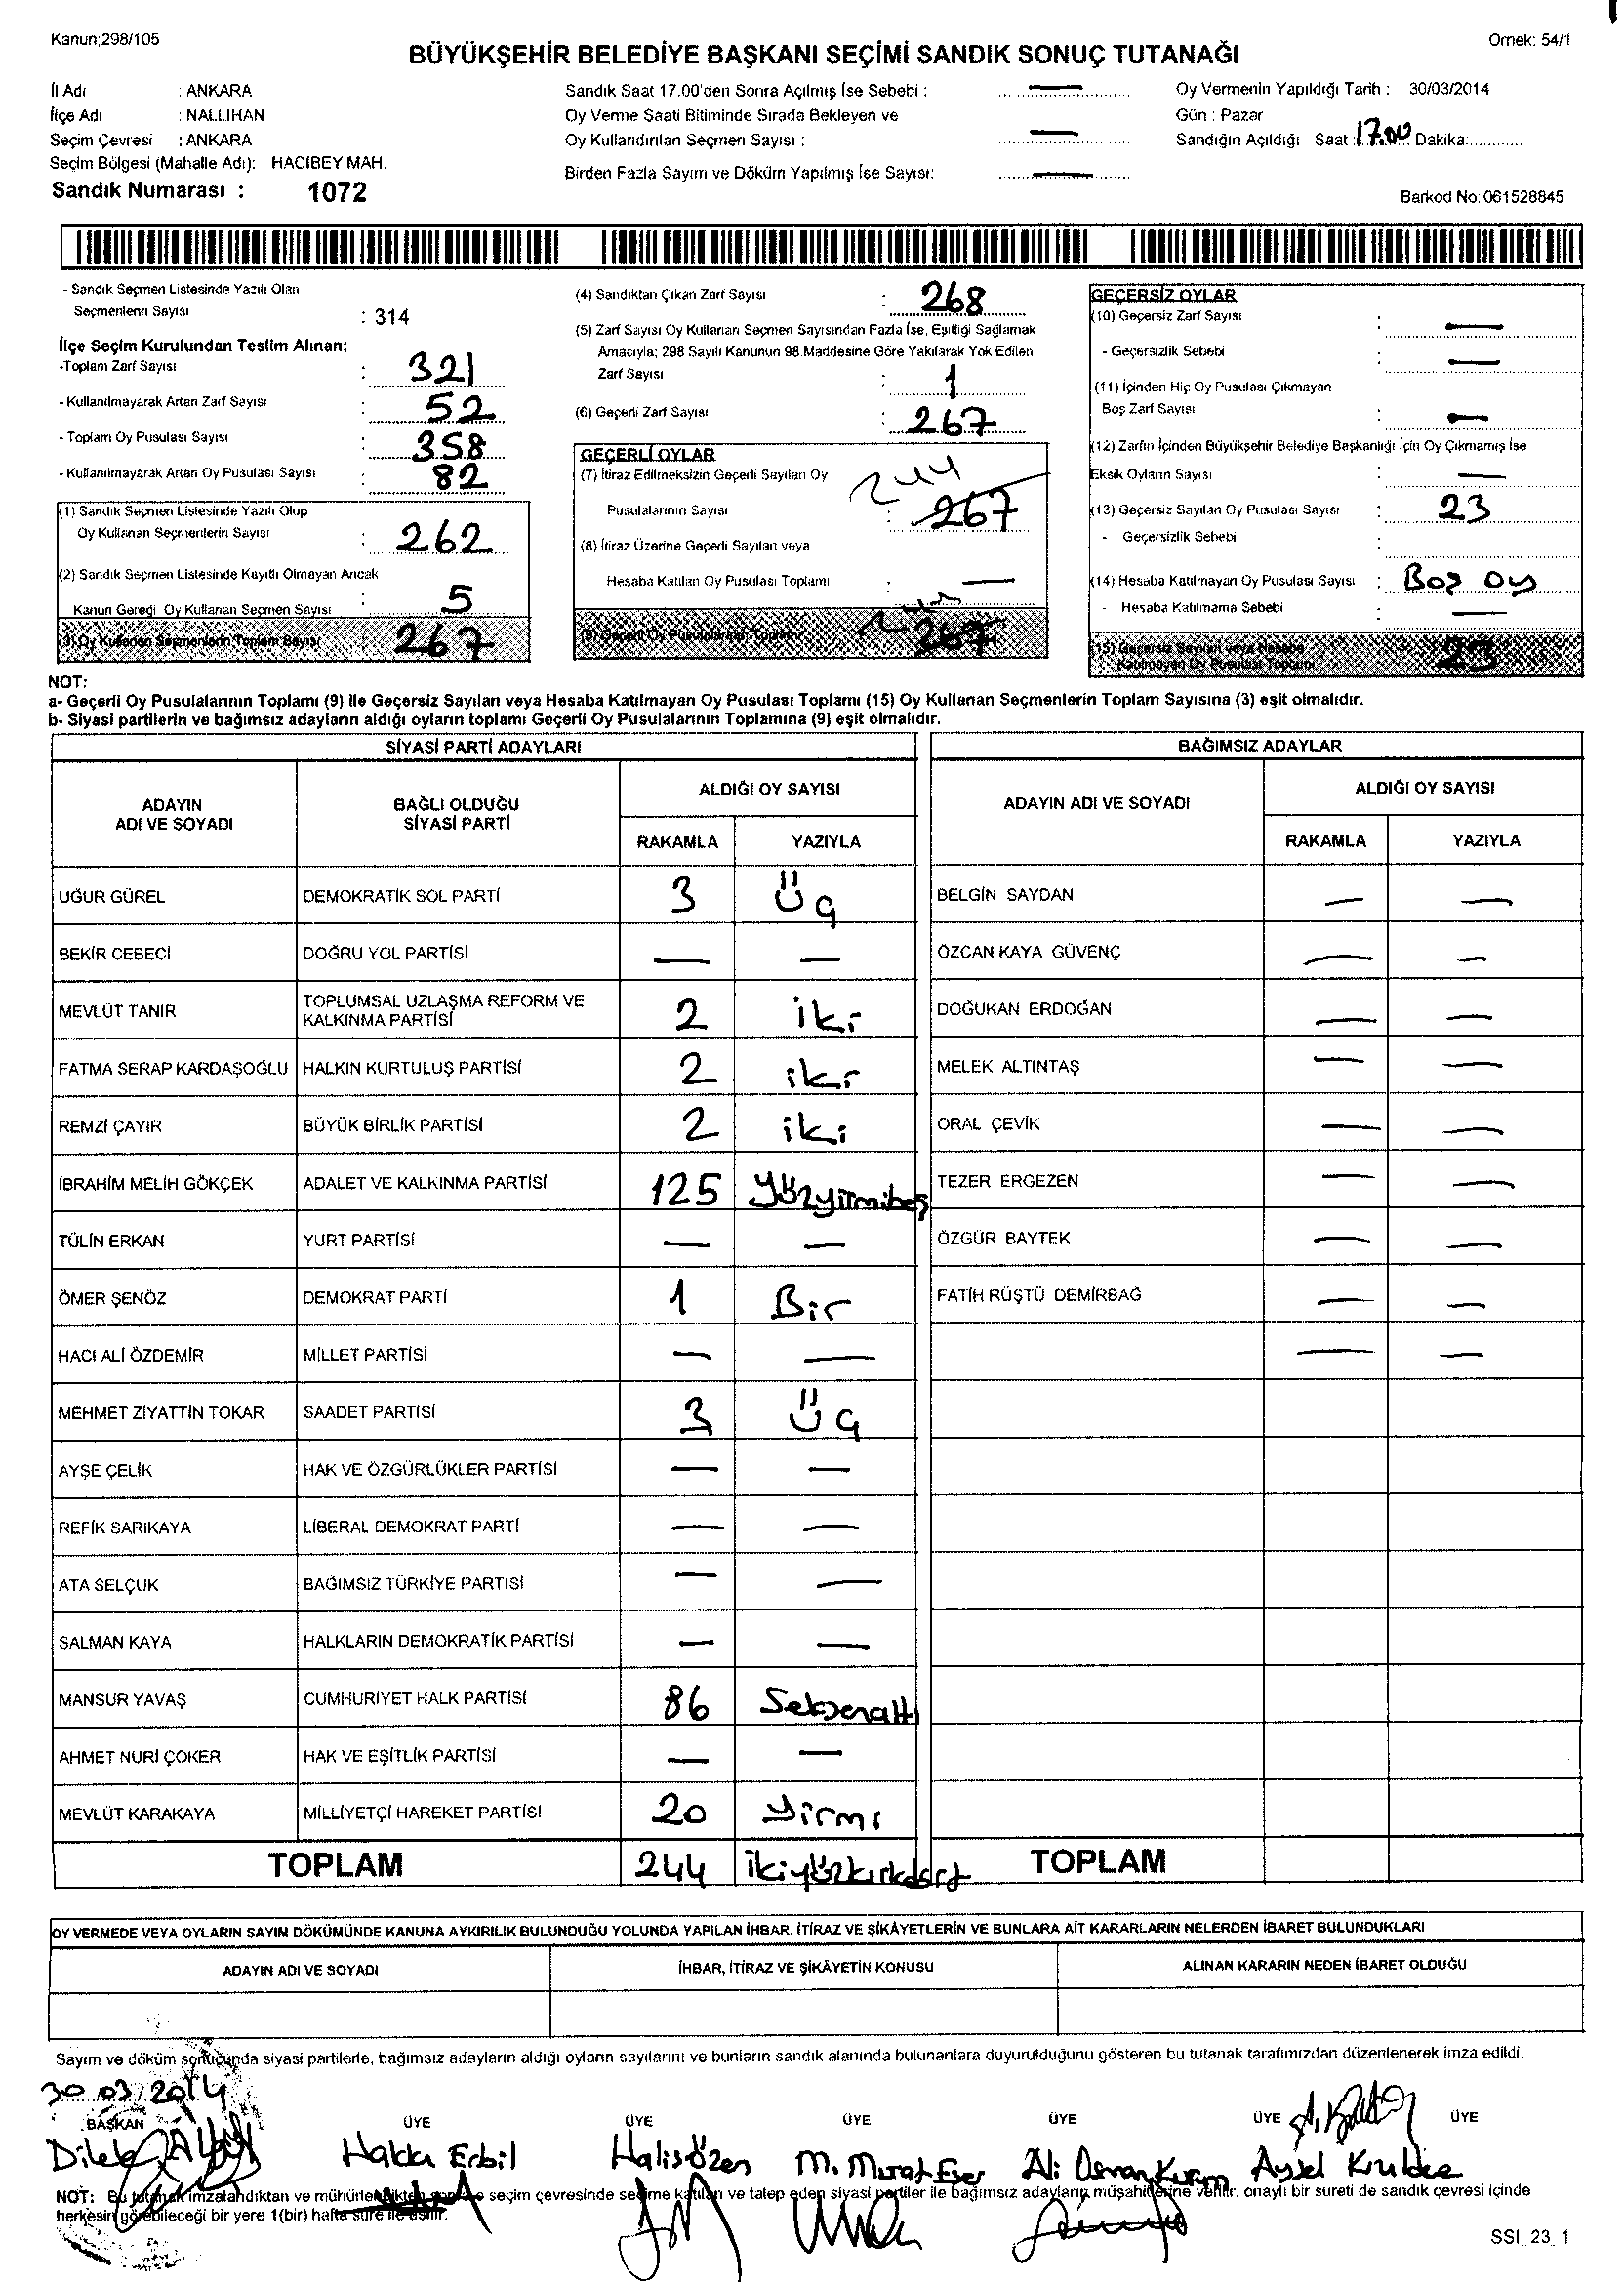 Kanun;298/105
Örnek: 54/1
BÜYÜKŞEHİR BELEDİYE BAŞKANI SEÇİMİ SANDIK SONUÇ TUTANAĞI
İl Adı : ANKARA
İlçe Adı : NALLIHAN
Seçim Çevresi : ANKARA
Seçim Bölgesi (Mahalle Adı): HACIBEY MAH.
Sandık Numarası : 1072
Sandık Saat 17.00'den Sonra Açılmış İse Sebebi : —
Oy Verme Saati Bitiminde Sırada Bekleyen ve
Oy Kullandırılan Seçmen Sayısı : —
Birden Fazla Sayım ve Döküm Yapılmış İse Sayısı: —
Oy Vermenin Yapıldığı Tarih : 30/03/2014
Gün : Pazar
Sandığın Açıldığı Saat : 17.00 Dakika:
Barkod No: 061528845
- Sandık Seçmen Listesinde Yazılı Olan
Seçmenlerin Sayısı : 314
İlçe Seçim Kurulundan Teslim Alınan;
-Toplam Zarf Sayısı : 321
- Kullanılmayarak Artan Zarf Sayısı : 52
- Toplam Oy Pusulası Sayısı : 358
- Kullanılmayarak Artan Oy Pusulası Sayısı : 82
(1) Sandık Seçmen Listesinde Yazılı Olup
Oy Kullanan Seçmenlerin Sayısı : 262
(2) Sandık Seçmen Listesinde Kayıtlı Olmayan Ancak
Kanun Gereği Oy Kullanan Seçmen Sayısı : 5
(3) Oy Kullanan Seçmenlerin Toplam Sayısı 267
(4) Sandıktan Çıkan Zarf Sayısı : 268
(5) Zarf Sayısı Oy Kullanan Seçmen Sayısından Fazla İse, Eşitliği Sağlamak
Amacıyla; 298 Sayılı Kanunun 98.Maddesine Göre Yakılarak Yok Edilen
Zarf Sayısı : 1
(6) Geçerli Zarf Sayısı : 267
GEÇERLİ OYLAR
(7) İtiraz Edilmeksizin Geçerli Sayılan Oy
244
Pusulalarının Sayısı : 267
(8) İtiraz Üzerine Geçerli Sayılan veya
Hesaba Katılan Oy Pusulası Toplamı : —
(9) Geçerli Oy Pusulalarının Toplamı 244 267
GEÇERSİZ OYLAR
(10) Geçersiz Zarf Sayısı : —
- Geçersizlik Sebebi : —
(11) İçinden Hiç Oy Pusulası Çıkmayan
Boş Zarf Sayısı : —
(12) Zarfın İçinden Büyükşehir Belediye Başkanlığı İçin Oy Çıkmamış İse
Eksik Oyların Sayısı : —
(13) Geçersiz Sayılan Oy Pusulası Sayısı : 23
- Geçersizlik Sebebi :
(14) Hesaba Katılmayan Oy Pusulası Sayısı : Boş oy
- Hesaba Katılmama Sebebi : —
(15) Geçersiz Sayılan veya Hesaba
Katılmayan Oy Pusulası Toplamı 23
NOT:
a- Geçerli Oy Pusulalarının Toplamı (9) ile Geçersiz Sayılan veya Hesaba Katılmayan Oy Pusulası Toplamı (15) Oy Kullanan Seçmenlerin Toplam Sayısına (3) eşit olmalıdır.
b- Siyasi partilerin ve bağımsız adayların aldığı oyların toplamı Geçerli Oy Pusulalarının Toplamına (9) eşit olmalıdır.
SİYASİ PARTİ ADAYLARI
ADAYIN ADI VE SOYADI BAĞLI OLDUĞU SİYASİ PARTİ ALDIĞI OY SAYISI
RAKAMLA YAZIYLA
UĞUR GÜREL DEMOKRATİK SOL PARTİ 3 Üç
BEKİR CEBECİ DOĞRU YOL PARTİSİ — —
MEVLÜT TANIR TOPLUMSAL UZLAŞMA REFORM VE KALKINMA PARTİSİ 2 iki
FATMA SERAP KARDAŞOĞLU HALKIN KURTULUŞ PARTİSİ 2 iki
REMZİ ÇAYIR BÜYÜK BİRLİK PARTİSİ 2 iki
İBRAHİM MELİH GÖKÇEK ADALET VE KALKINMA PARTİSİ 125 Yüzyirmibeş
TÜLİN ERKAN YURT PARTİSİ — —
ÖMER ŞENÖZ DEMOKRAT PARTİ 1 Bir
HACI ALİ ÖZDEMİR MİLLET PARTİSİ — —
MEHMET ZİYATTİN TOKAR SAADET PARTİSİ 3 Üç
AYŞE ÇELİK HAK VE ÖZGÜRLÜKLER PARTİSİ — —
REFİK SARIKAYA LİBERAL DEMOKRAT PARTİ — —
ATA SELÇUK BAĞIMSIZ TÜRKİYE PARTİSİ — —
SALMAN KAYA HALKLARIN DEMOKRATİK PARTİSİ — —
MANSUR YAVAŞ CUMHURİYET HALK PARTİSİ 86 Seksenaltı
AHMET NURİ ÇOKER HAK VE EŞİTLİK PARTİSİ — —
MEVLÜT KARAKAYA MİLLİYETÇİ HAREKET PARTİSİ 20 Yirmi
TOPLAM 244 ikiyüzkırkdört
BAĞIMSIZ ADAYLAR
ADAYIN ADI VE SOYADI ALDIĞI OY SAYISI
RAKAMLA YAZIYLA
BELGİN SAYDAN — —
ÖZCAN KAYA GÜVENÇ — —
DOĞUKAN ERDOĞAN — —
MELEK ALTINTAŞ — —
ORAL ÇEVİK — —
TEZER ERGEZEN — —
ÖZGÜR BAYTEK — —
FATİH RÜŞTÜ DEMİRBAĞ — —
— —
TOPLAM
OY VERMEDE VEYA OYLARIN SAYIM DÖKÜMÜNDE KANUNA AYKIRILIK BULUNDUĞU YOLUNDA YAPILAN İHBAR, İTİRAZ VE ŞİKÂYETLERİN VE BUNLARA AİT KARARLARIN NELERDEN İBARET BULUNDUKLARI
ADAYIN ADI VE SOYADI İHBAR, İTİRAZ VE ŞİKÂYETİN KONUSU ALINAN KARARIN NEDEN İBARET OLDUĞU
Sayım ve döküm sonucunda siyasi partilerle, bağımsız adayların aldığı oyların sayılarını ve bunların sandık alanında bulunanlara duyurulduğunu gösteren bu tutanak tarafımızdan düzenlenerek imza edildi.
30.03.2014
BAŞKAN ÜYE ÜYE ÜYE ÜYE ÜYE ÜYE
Dilek Hakkı Erbil Halis Özen M. Murat Eser Ali Osman Aysel
NOT: Bu tutanak imzalandıktan ve mühürlendikten sonra seçim çevresinde seçime katılan ve talep eden siyasi partiler ile bağımsız adayların müşahitlerine verilir, onaylı bir sureti de sandık çevresi içinde
herkesin görebileceği bir yere 1(bir) hafta süre ile asılır.
SSI_23_1